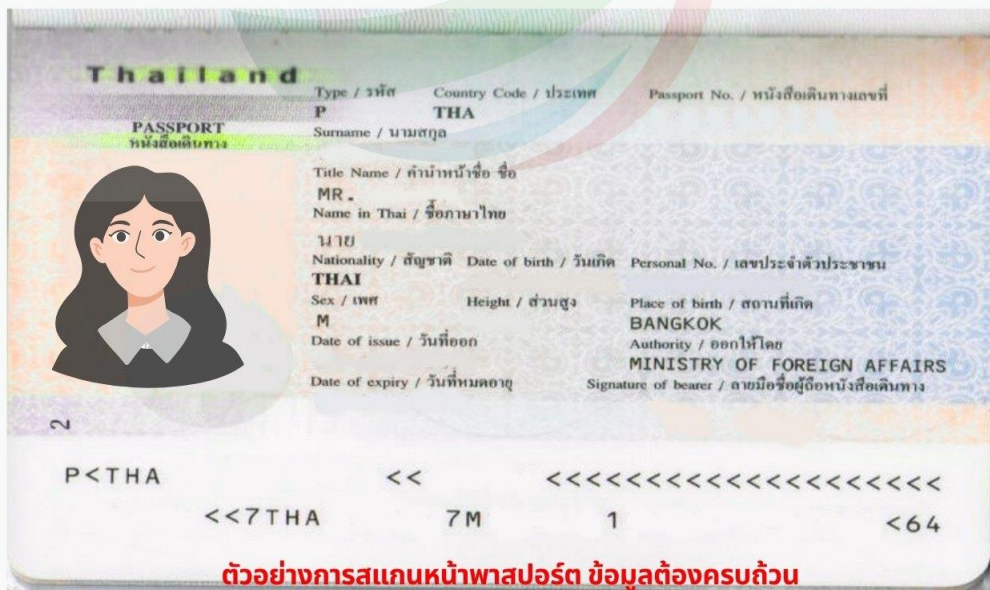 Thailand
PASSPORT
หนังสือเดินทาง
Type / รหัส Country Code / ประเทศ Passport No. / หนังสือเดินทางเลขที่
P THA
Surname / นามสกุล
Title Name / คำนำหน้าชื่อ ชื่อ
MR.
Name in Thai / ชื่อภาษาไทย
นาย
Nationality / สัญชาติ Date of birth / วันเกิด Personal No. / เลขประจำตัวประชาชน
THAI
Sex / เพศ Height / ส่วนสูง Place of birth / สถานที่เกิด
M BANGKOK
Date of issue / วันที่ออก Authority / ออกให้โดย
MINISTRY OF FOREIGN AFFAIRS
Date of expiry / วันที่หมดอายุ Signature of bearer / ลายมือชื่อผู้ถือหนังสือเดินทาง
2
P<THA << <<<<<<<<<<<<<<<<<<<<<
<<7THA 7M 1 <64
ตัวอย่างการสแกนหน้าพาสปอร์ต ข้อมูลต้องครบถ้วน